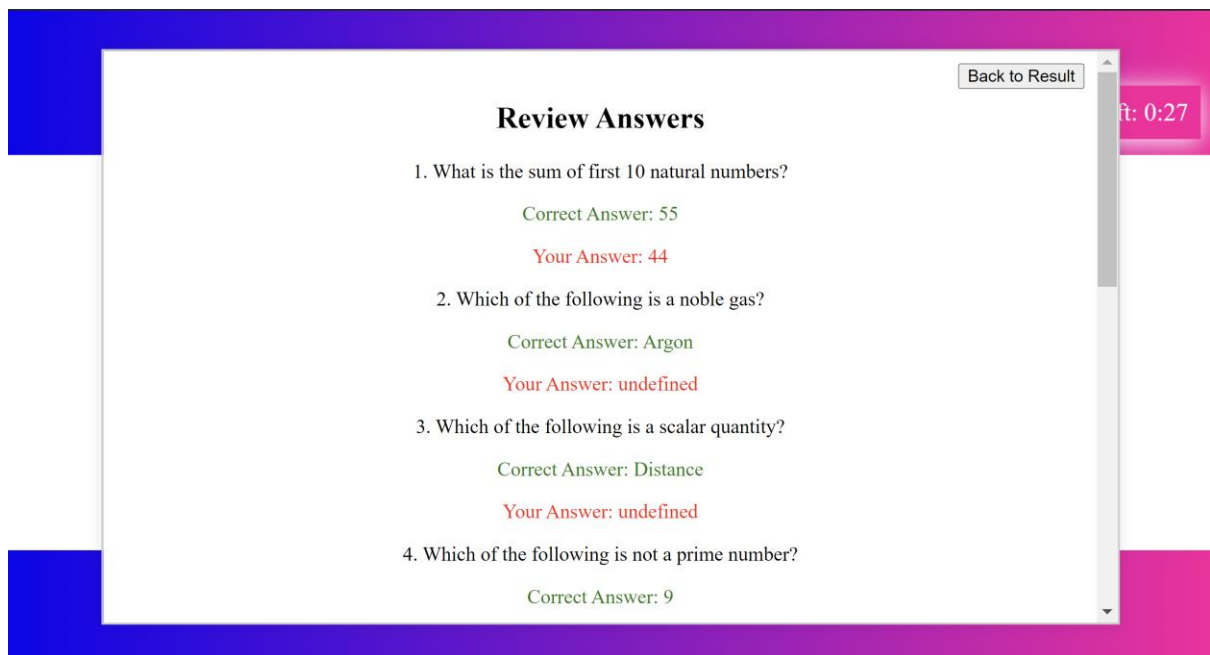 Back to Result
ft: 0:27
Review Answers
1. What is the sum of first 10 natural numbers?
Correct Answer: 55
Your Answer: 44
2. Which of the following is a noble gas?
Correct Answer: Argon
Your Answer: undefined
3. Which of the following is a scalar quantity?
Correct Answer: Distance
Your Answer: undefined
4. Which of the following is not a prime number?
Correct Answer: 9